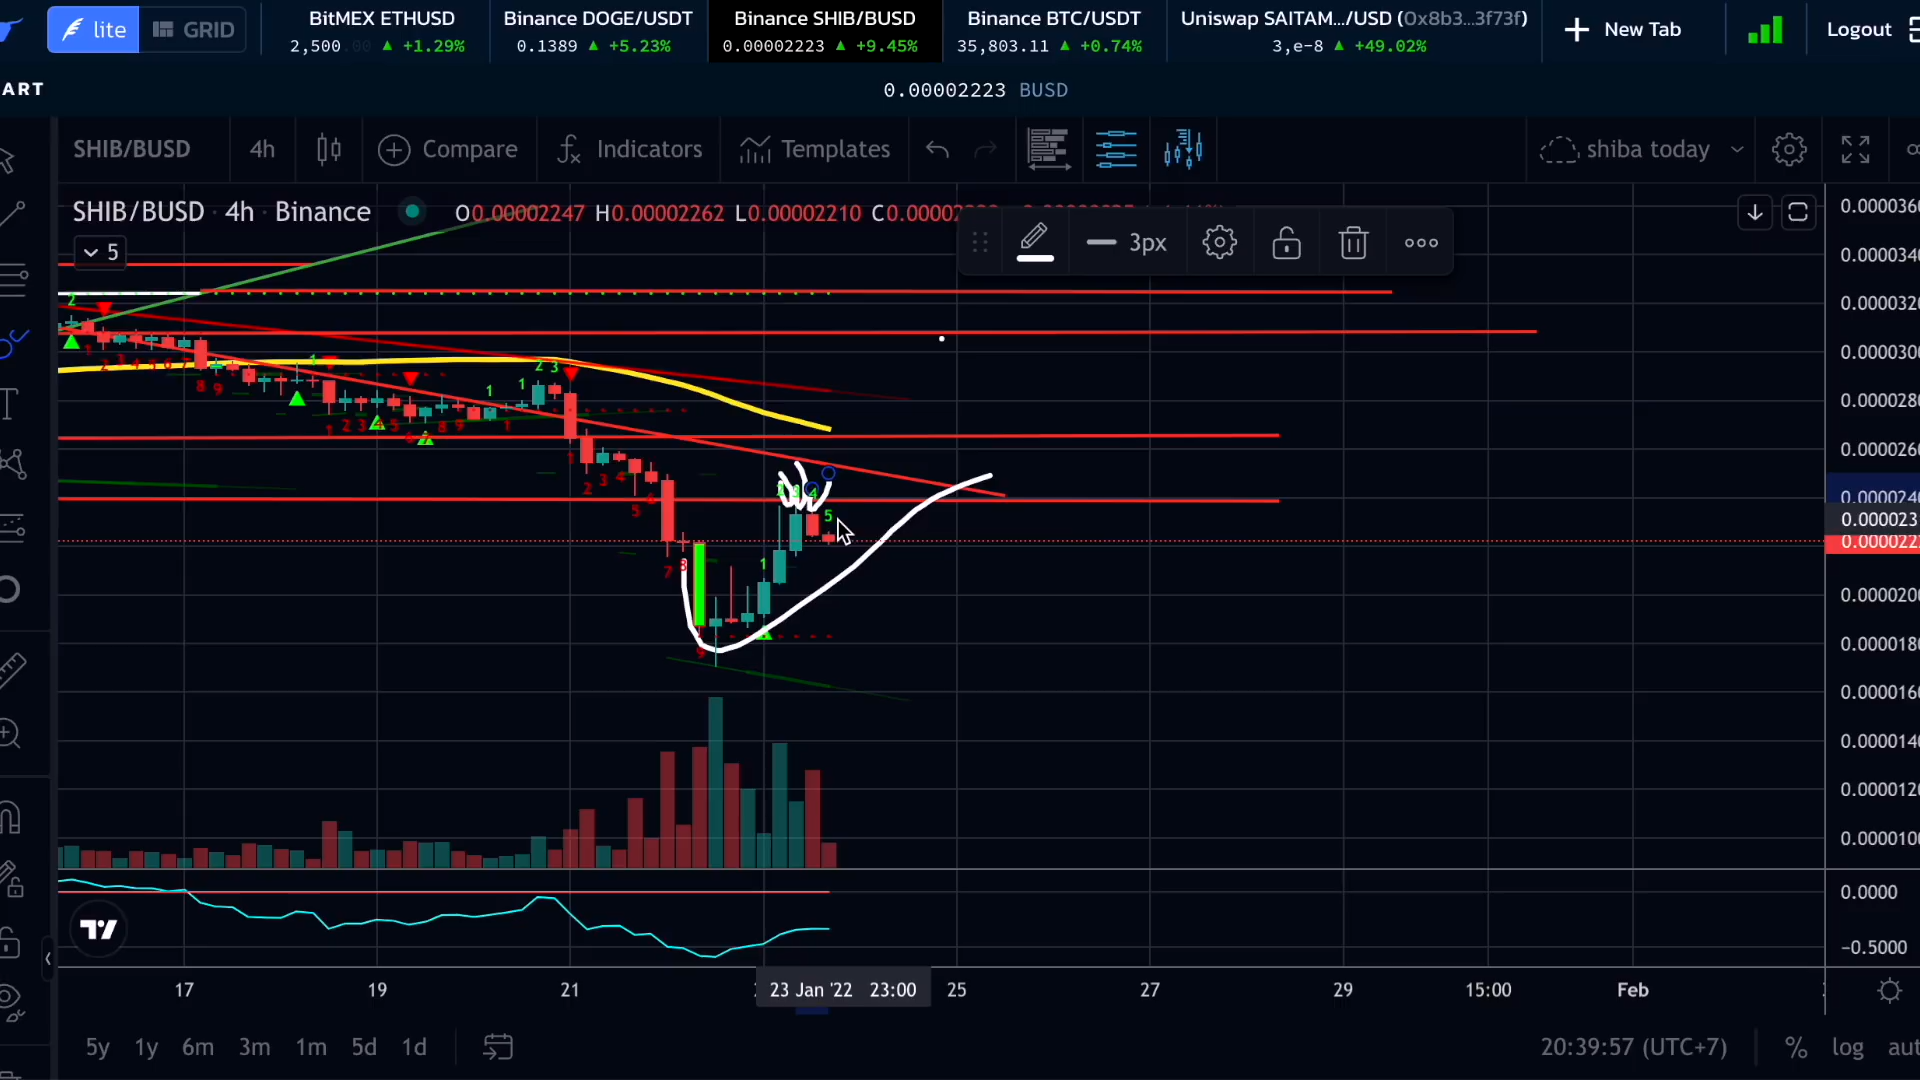 lite GRID
BitMEX ETHUSD
2,500.00 ▲ +1.29%
Binance DOGE/USDT
0.1389 ▲ +5.23%
Binance SHIB/BUSD
0.00002223 ▲ +9.45%
Binance BTC/USDT
35,803.11 ▲ +0.74%
Uniswap SAITAM.../USD (0x8b3...3f73f)
3,e-8 ▲ +49.02%
New Tab
Logout
ART
0.00002223 BUSD
SHIB/BUSD 4h Compare Indicators Templates shiba today
SHIB/BUSD · 4h · Binance O0.00002247 H0.00002262 L0.00002210
3px
5
0.0000360
0.0000340
0.0000320
0.0000300
0.0000280
0.0000260
0.0000240
0.000023
0.0000222
0.0000200
0.0000180
0.0000160
0.0000140
0.0000120
0.0000100
0.0000
−0.5000
17 19 21 23 Jan '22 23:00 25 27 29 15:00 Feb
5y 1y 6m 3m 1m 5d 1d 20:39:57 (UTC+7) % log aut